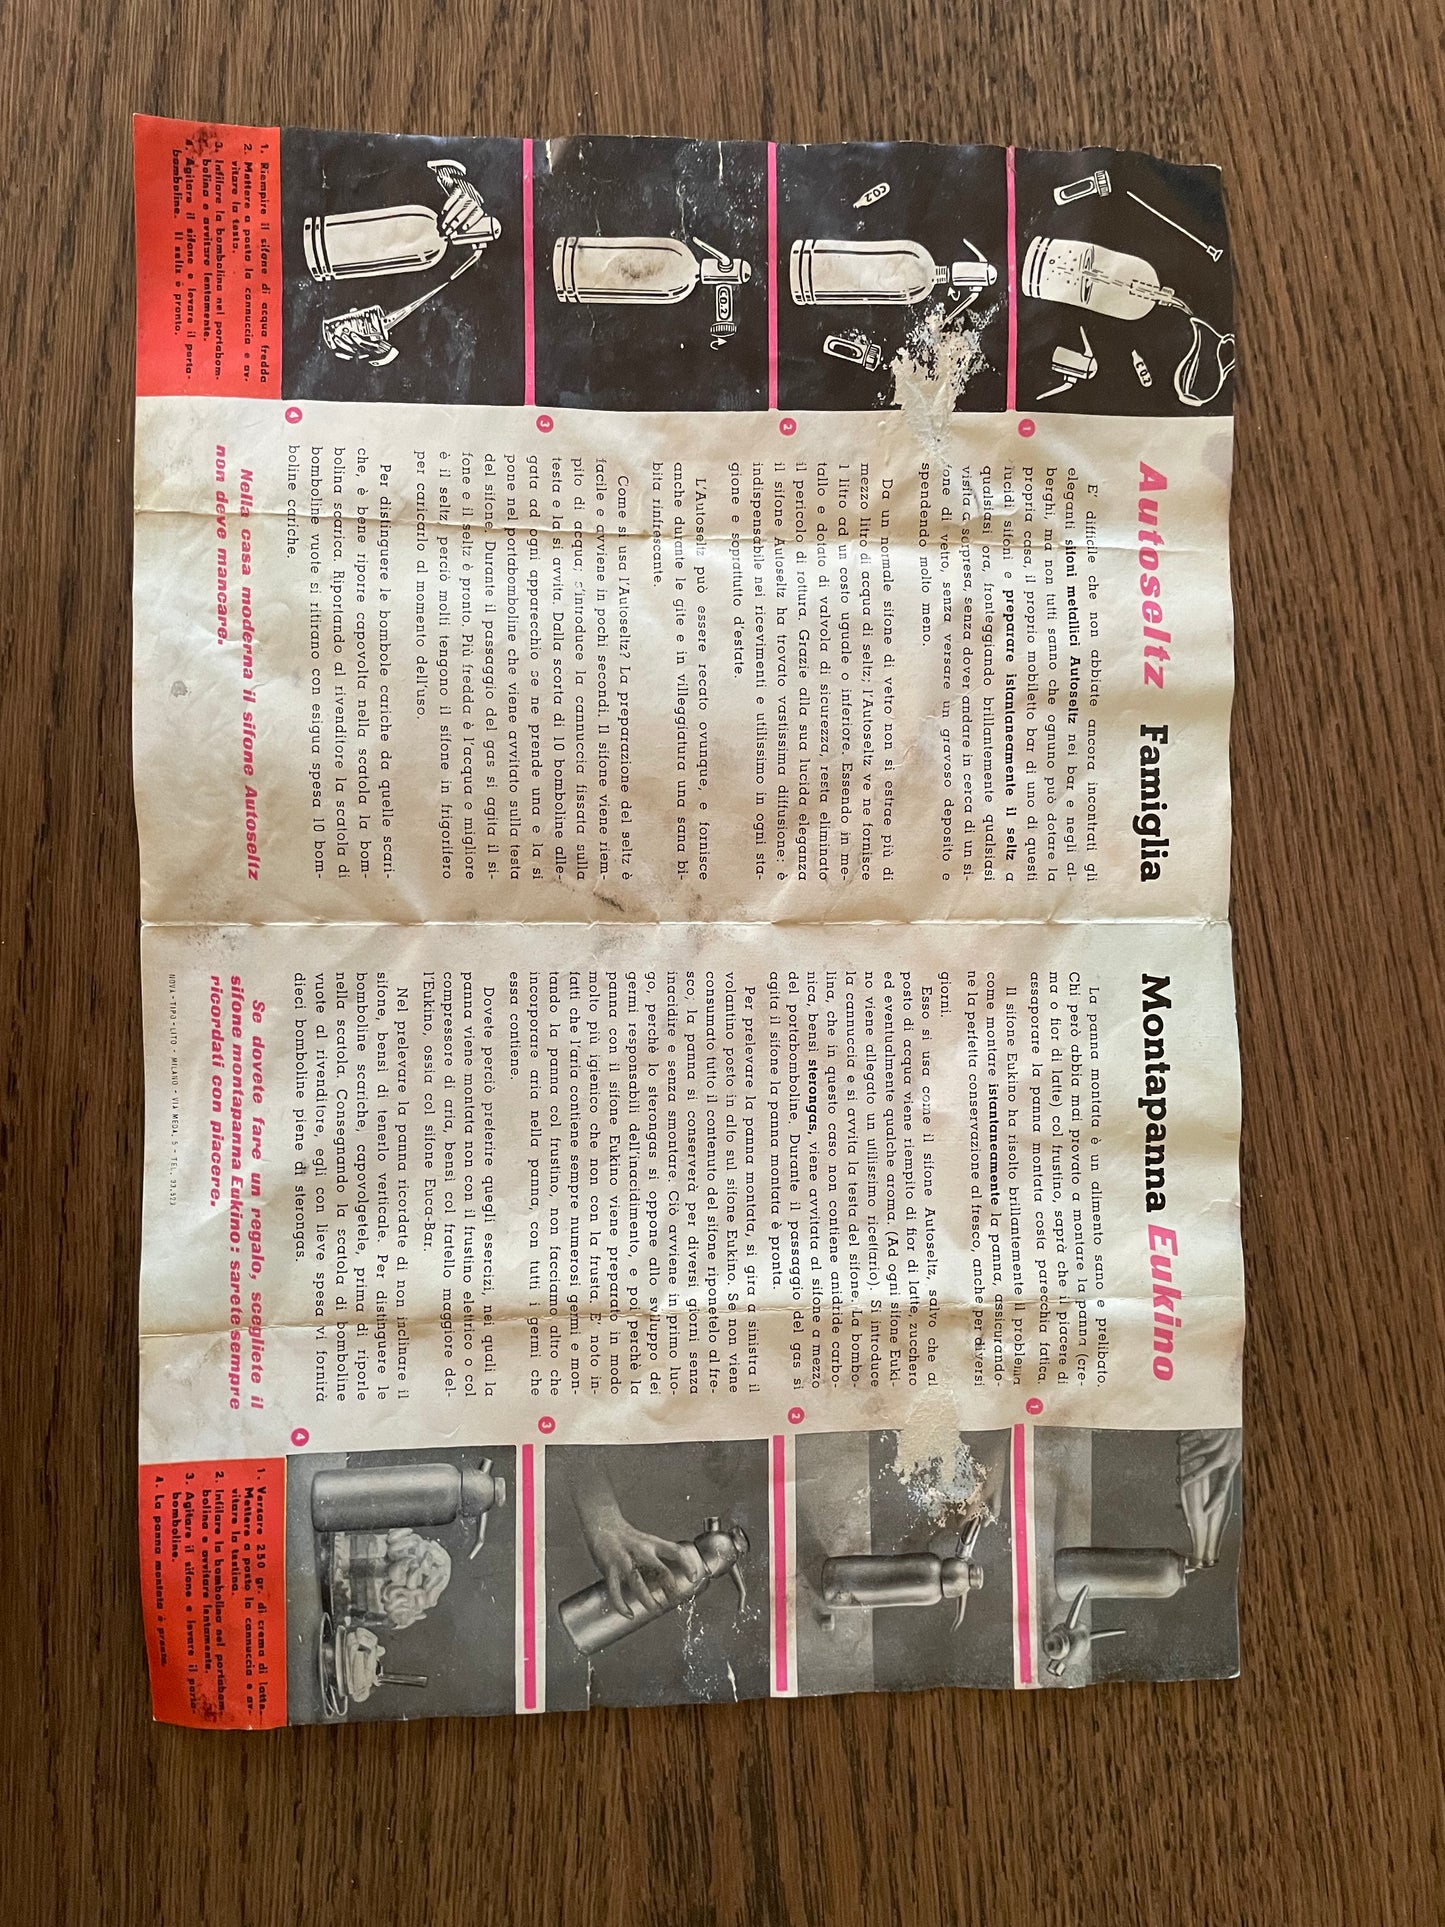 Autoseltz Famiglia
E' difficile che non abbiate ancora incontrati gli
eleganti sifoni metallici Autoseltz nei bar e negli al-
berghi, ma non tutti sanno che ognuno può dotare la
propria casa, il proprio mobiletto bar di uno di questi
lucidi sifoni e preparare istantaneamente il seltz a
qualsiasi ora, fronteggiando brillantemente qualsiasi
visita a sorpresa, senza dover andare in cerca di un si-
fone di vetro, senza versare un gravoso deposito e
spendendo molto meno.
Da un normale sifone di vetro non si estrae più di
mezzo litro di acqua di seltz; l'Autoseltz ve ne fornisce
1 litro ad un costo uguale o inferiore. Essendo in me-
tallo e dotato di valvola di sicurezza, resta eliminato
il pericolo di rottura. Grazie alla sua lucida eleganza
il sifone Autoseltz ha trovato vastissima diffusione: è
indispensabile nei ricevimenti e utilissimo in ogni sta-
gione e soprattutto d'estate.
L'Autoseltz può essere recato ovunque, e fornisce
anche durante le gite e in villeggiatura una sana bi-
bita rinfrescante.
Come si usa l'Autoseltz? La preparazione del seltz è
facile e avviene in pochi secondi. Il sifone viene riem-
pito di acqua; s'introduce la cannuccia fissata sulla
testa e la si avvita. Dalla scorta di 10 bomboline alle-
gata ad ogni apparecchio se ne prende una e la si
pone nel portabomboline che viene avvitato sulla testa
del sifone. Durante il passaggio del gas si agita il si-
fone e il seltz è pronto. Più fredda è l'acqua e migliore
è il seltz perciò molti tengono il sifone in frigorifero
per caricarlo al momento dell'uso.
Per distinguere le bombole cariche da quelle scari-
che, è bene riporre capovolta nella scatola la bom-
bolina scarica. Riportando al rivenditore la scatola di
bomboline vuote si ritirano con esigua spesa 10 bom-
boline cariche.
Nella casa moderna il sifone Autoseltz
non deve mancare.
1
2
3
4
CO2
CO2
CO2
1. Riempire il sifone di acqua fredda
2. Mettere a posto la cannuccia e av-
vitare la testa.
3. Infilare la bombolina nel portabom-
bolina e avvitare lentamente.
4. Agitare il sifone e levare il porta-
bomboline. Il seltz è pronto.
Montapanna Eukino
La panna montata è un alimento sano e prelibato.
Chi però abbia mai provato a montare la panna (cre-
ma o fior di latte) col frustino, saprà che il piacere di
assaporare la panna montata costa parecchia fatica.
Il sifone Eukino ha risolto brillantemente il problema
come montare istantaneamente la panna, assicurando-
ne la perfetta conservazione al fresco, anche per diversi
giorni.
Esso si usa come il sifone Autoseltz, salvo che al
posto di acqua viene riempito di fior di latte, zucchero
ed eventualmente qualche aroma. (Ad ogni sifone Euki-
no viene allegato un utilissimo ricettario). Si introduce
la cannuccia e si avvita la testa del sifone. La bombo-
lina, che in questo caso non contiene anidride carbo-
nica, bensì sterongas, viene avvitata al sifone a mezzo
del portabomboline. Durante il passaggio del gas si
agita il sifone la panna montata è pronta.
Per prelevare la panna montata, si gira a sinistra il
volantino posto in alto sul sifone Eukino. Se non viene
consumato tutto il contenuto del sifone riponetelo al fre-
sco; la panna si conserverà per diversi giorni senza
inacidire e senza smontare. Ciò avviene in primo luo-
go, perchè lo sterongas si oppone allo sviluppo dei
germi responsabili dell'inacidimento, e poi perchè la
panna con il sifone Eukino viene preparato in modo
molto più igienico che non con la frusta. E' noto in-
fatti che l'aria contiene sempre numerosi germi e mon-
tando la panna col frustino, non facciamo altro che
incorporare aria nella panna, con tutti i germi che
essa contiene.
Dovete perciò preferire quegli esercizi, nei quali la
panna viene montata non con il frustino elettrico o col
compressore di aria, bensì col fratello maggiore del-
l'Eukino, ossia col sifone Euca-Bar.
Nel prelevare la panna ricordate di non inclinare il
sifone, bensì di tenerlo verticale. Per distinguere le
bomboline scariche, capovolgetele, prima di riporle
nella scatola. Consegnando la scatola di bomboline
vuote al rivenditore, egli con lieve spesa vi fornirà
dieci bomboline piene di sterongas.
Se dovete fare un regalo, scegliete il
sifone montapanna Eukino: sarete sempre
ricordati con piacere.
NOVA-TIPO-LITO - MILANO - VIA MEDA, 5 - TEL. 33.523
1
2
3
4
1. Versare 250 gr. di crema di latte.
Mettere a posto la cannuccia e av-
vitare la testina.
2. Infilare la bombolina nel portabom-
bolina e avvitare lentamente.
3. Agitare il sifone e levare il porta-
bomboline.
4. La panna montata è pronta.